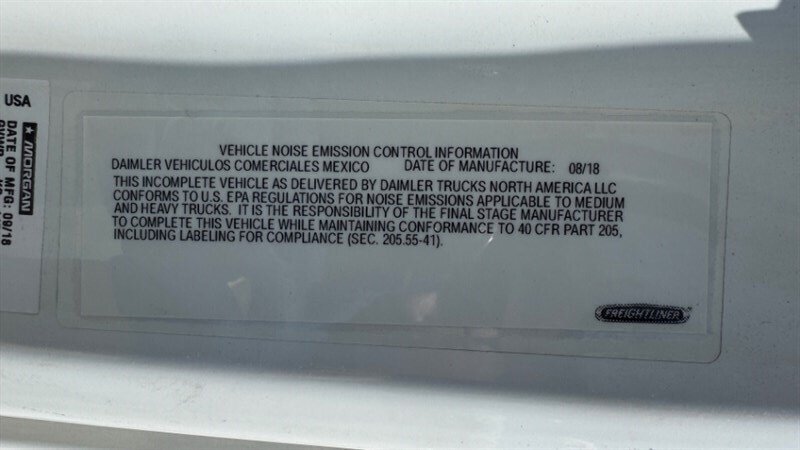 USA
★ MORGAN
DATE OF MFG: 09/18
VEHICLE NOISE EMISSION CONTROL INFORMATION
DAIMLER VEHICULOS COMERCIALES MEXICO DATE OF MANUFACTURE: 08/18
THIS INCOMPLETE VEHICLE AS DELIVERED BY DAIMLER TRUCKS NORTH AMERICA LLC
CONFORMS TO U.S. EPA REGULATIONS FOR NOISE EMISSIONS APPLICABLE TO MEDIUM
AND HEAVY TRUCKS. IT IS THE RESPONSIBILITY OF THE FINAL STAGE MANUFACTURER
TO COMPLETE THIS VEHICLE WHILE MAINTAINING CONFORMANCE TO 40 CFR PART 205,
INCLUDING LABELING FOR COMPLIANCE (SEC. 205.55-41).
FREIGHTLINER